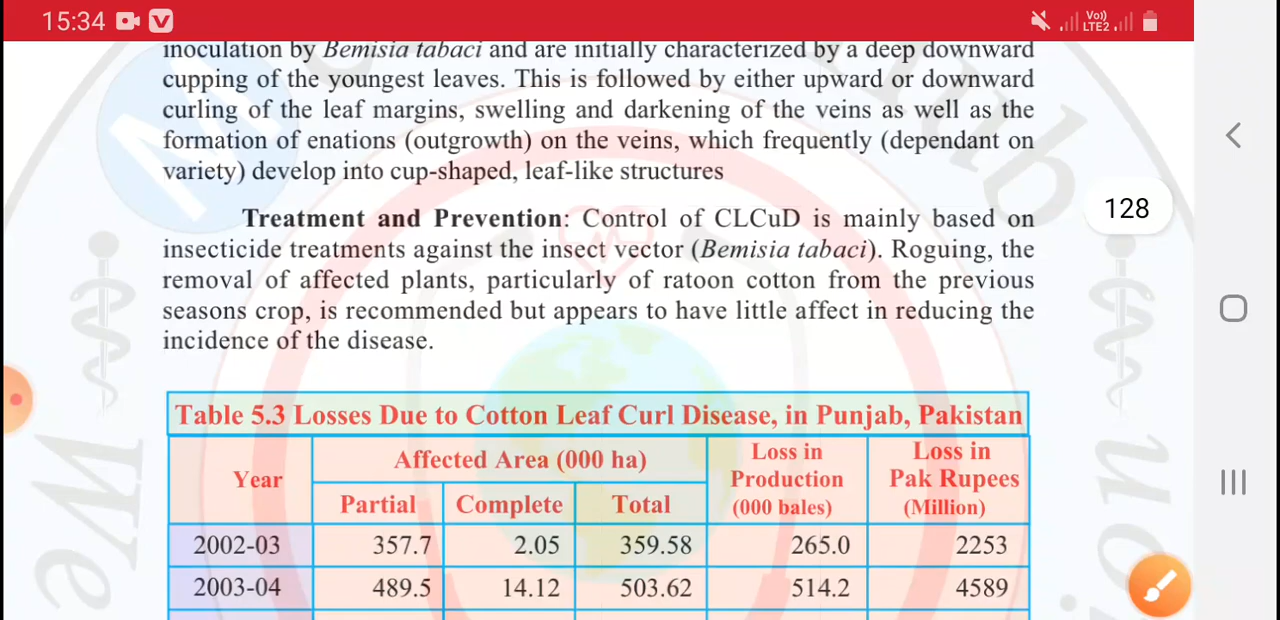 15:34
Vo))
LTE2
inoculation by Bemisia tabaci and are initially characterized by a deep downward
cupping of the youngest leaves. This is followed by either upward or downward
curling of the leaf margins, swelling and darkening of the veins as well as the
formation of enations (outgrowth) on the veins, which frequently (dependant on
variety) develop into cup-shaped, leaf-like structures
128
Treatment and Prevention: Control of CLCuD is mainly based on
insecticide treatments against the insect vector (Bemisia tabaci). Roguing, the
removal of affected plants, particularly of ratoon cotton from the previous
seasons crop, is recommended but appears to have little affect in reducing the
incidence of the disease.
Table 5.3 Losses Due to Cotton Leaf Curl Disease, in Punjab, Pakistan
Year
Affected Area (000 ha)
Loss in
Production
(000 bales)
Loss in
Pak Rupees
(Million)
Partial Complete Total
2002-03 357.7 2.05 359.58 265.0 2253
2003-04 489.5 14.12 503.62 514.2 4589
We